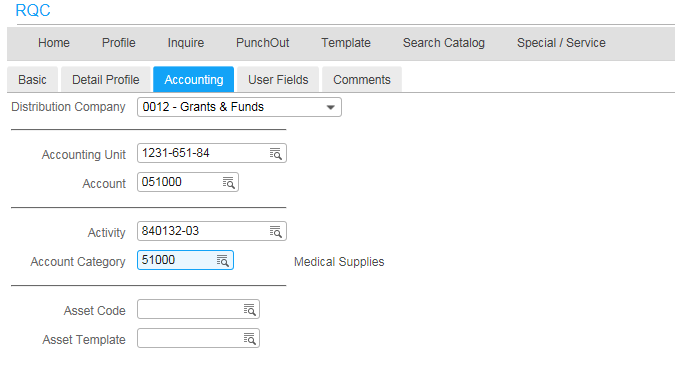 RQC
Home Profile Inquire PunchOut Template Search Catalog Special / Service
Basic Detail Profile Accounting User Fields Comments
Distribution Company 0012 - Grants & Funds
Accounting Unit 1231-651-84
Account 051000
Activity 840132-03
Account Category 51000 Medical Supplies
Asset Code
Asset Template